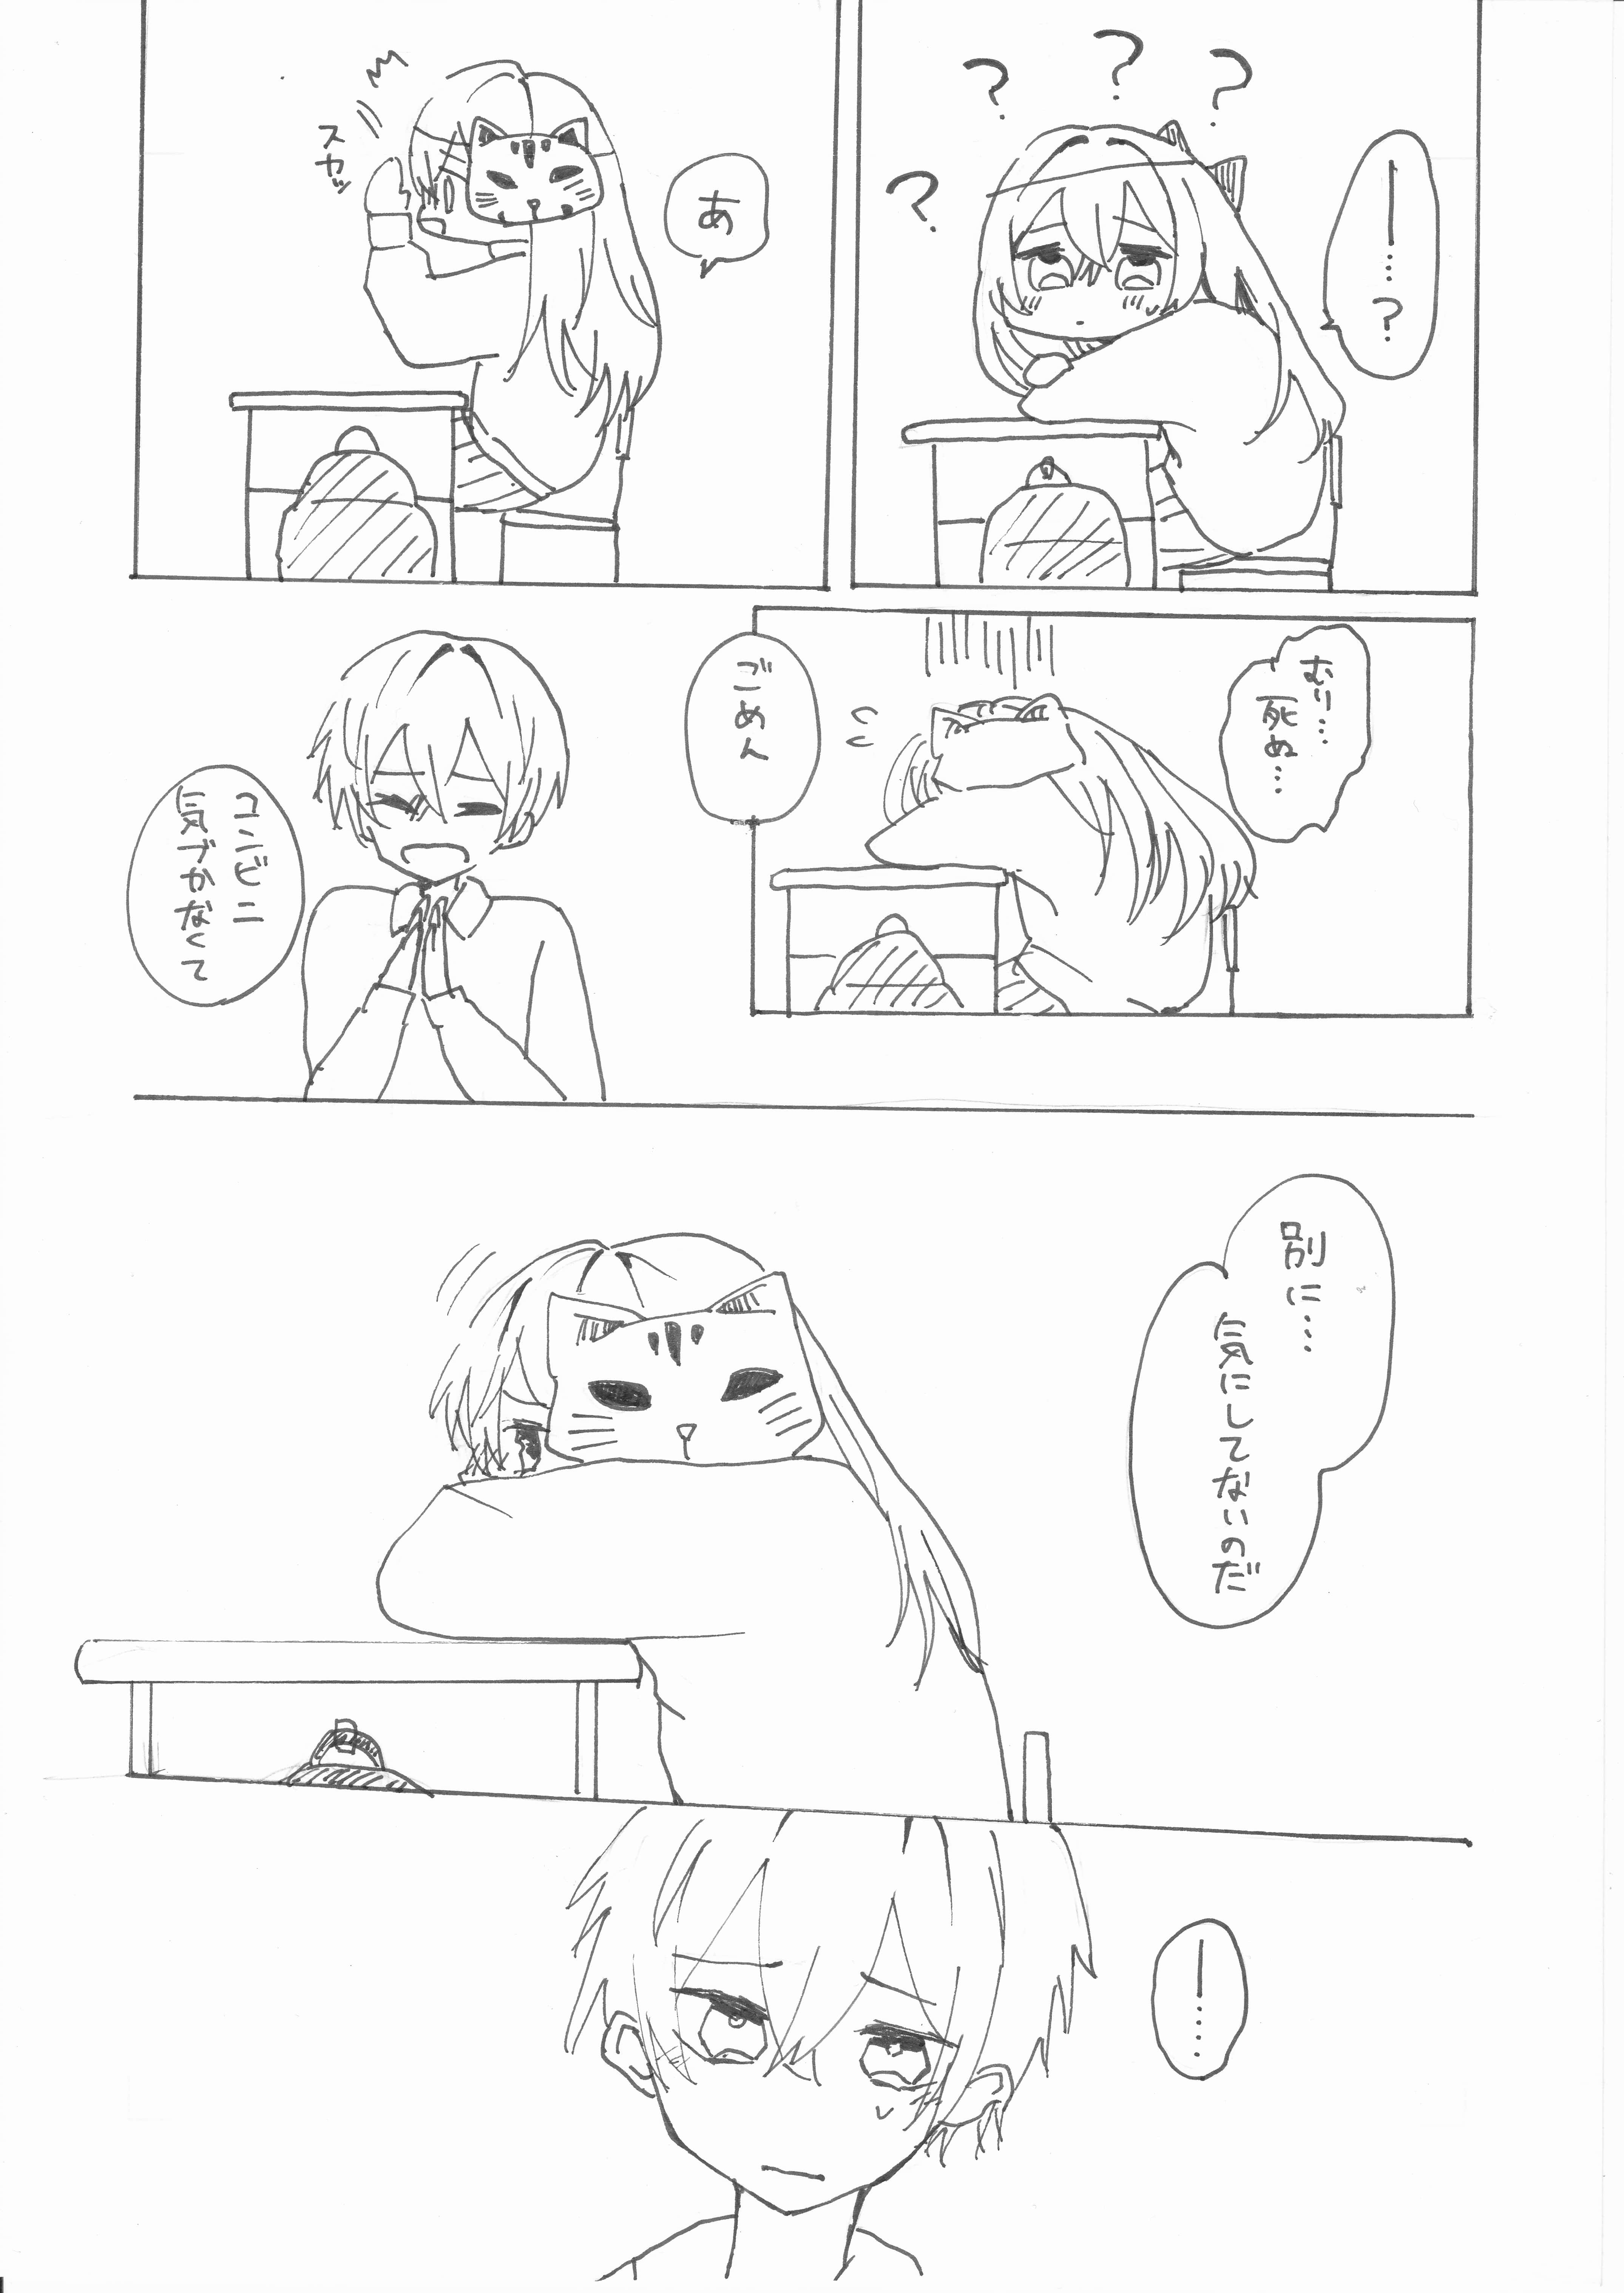 ？
？
？
？
――…？
あ
スカッ
むり…
死ぬ…
ごめん
コンビニ
気づかなくて
別に…
気にしてないのだ
――……